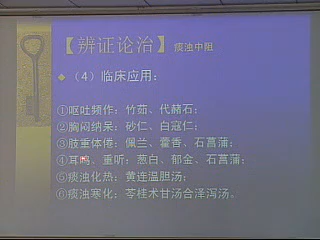 【辨证论治】 痰浊中阻
(4)临床应用：
①呕吐频作：竹茹、代赭石；
②胸闷纳呆：砂仁、白寇仁；
③肢重体倦：佩兰、藿香、石菖蒲；
④耳鸣、重听：葱白、郁金、石菖蒲；
⑤痰浊化热：黄连温胆汤；
⑥痰浊寒化：苓桂术甘汤合泽泻汤。